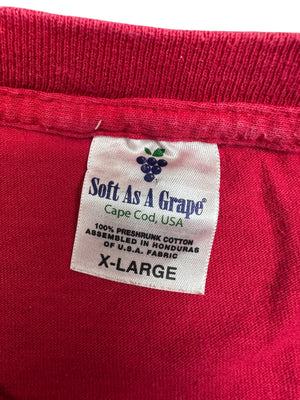 Soft As A Grape®
Cape Cod, USA
100% PRESHRUNK COTTON
ASSEMBLED IN HONDURAS
OF U.S.A. FABRIC
X-LARGE